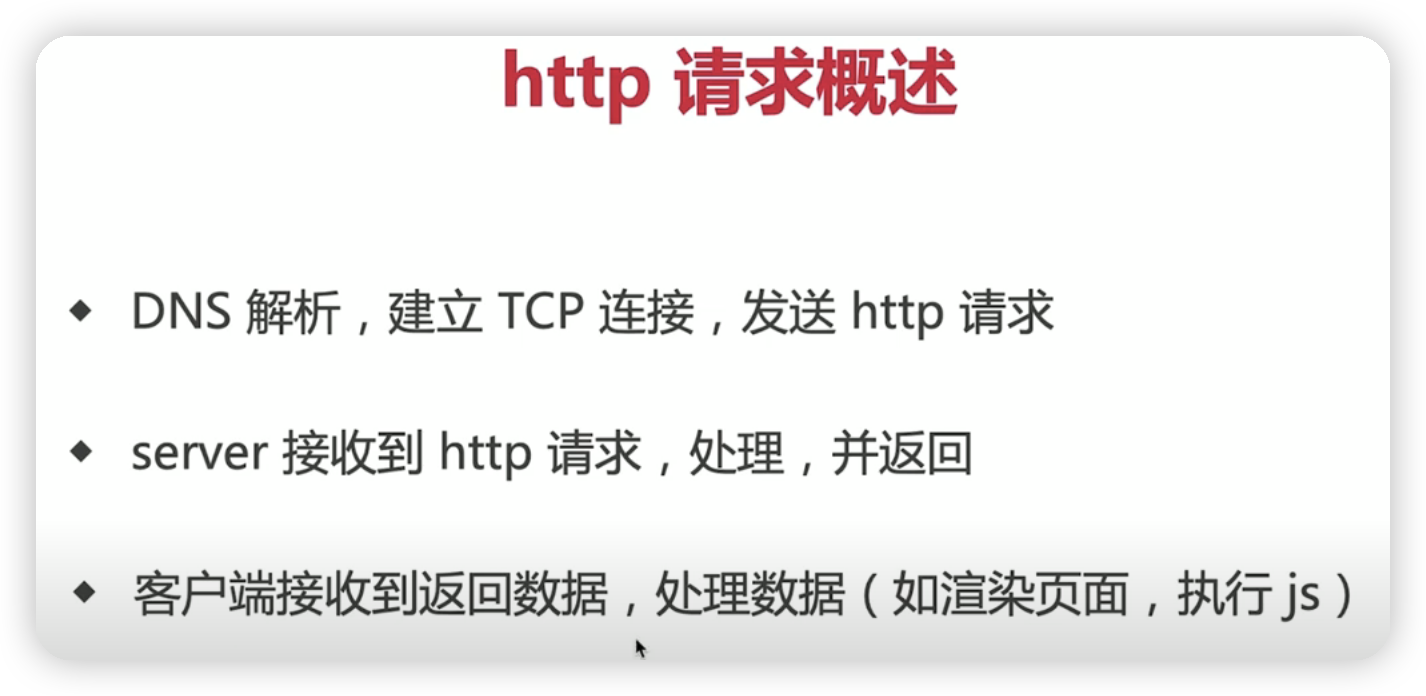 http 请求概述
◆ DNS 解析，建立 TCP 连接，发送 http 请求
◆ server 接收到 http 请求，处理，并返回
◆ 客户端接收到返回数据，处理数据（如渲染页面，执行 js）